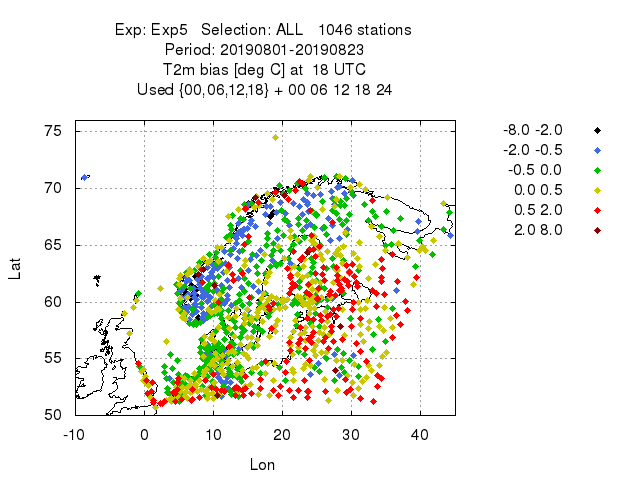 Exp: Exp5 Selection: ALL 1046 stations
Period: 20190801-20190823
T2m bias [deg C] at 18 UTC
Used {00,06,12,18} + 00 06 12 18 24
-8.0 -2.0
-2.0 -0.5
-0.5 0.0
0.0 0.5
0.5 2.0
2.0 8.0
75
70
65
60
55
50
Lat
-10 0 10 20 30 40
Lon